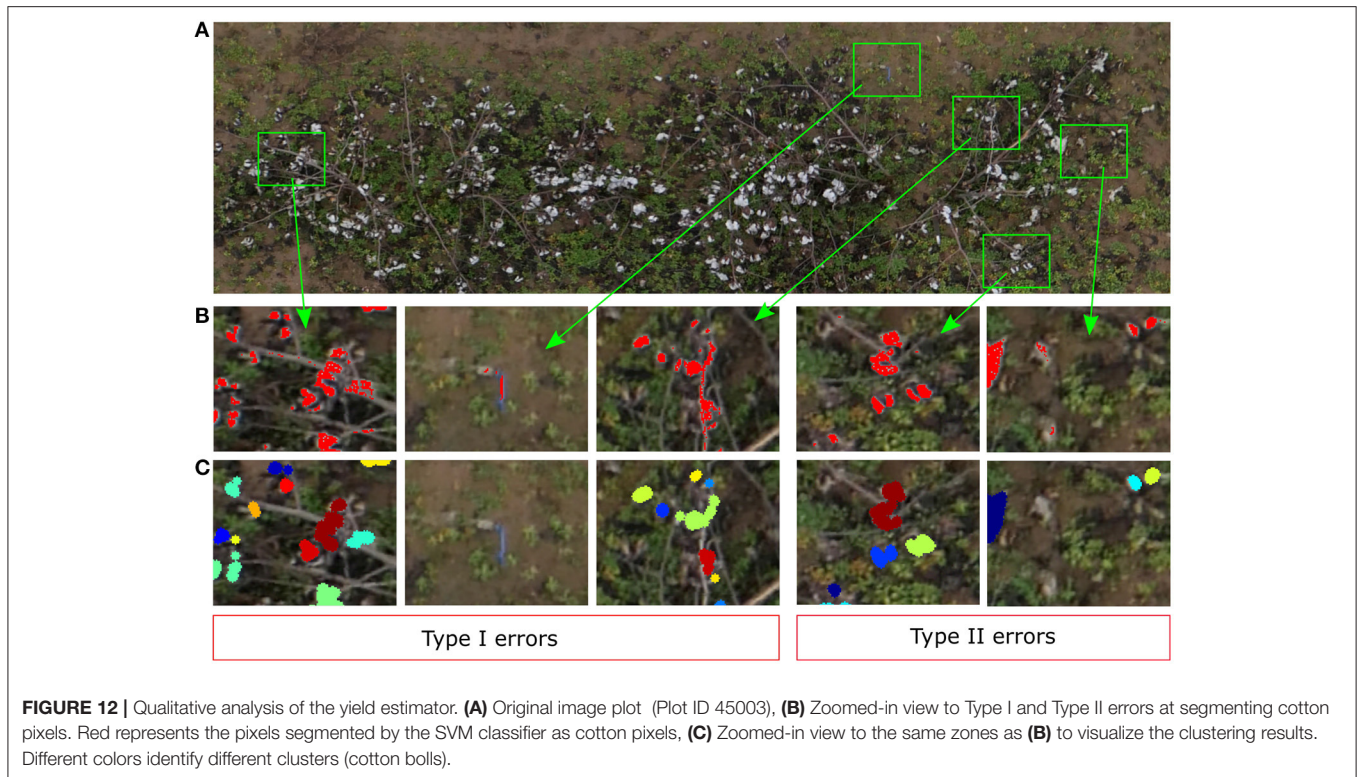 A
B
C
Type I errors
Type II errors
FIGURE 12 | Qualitative analysis of the yield estimator. (A) Original image plot (Plot ID 45003), (B) Zoomed-in view to Type I and Type II errors at segmenting cotton
pixels. Red represents the pixels segmented by the SVM classifier as cotton pixels, (C) Zoomed-in view to the same zones as (B) to visualize the clustering results.
Different colors identify different clusters (cotton bolls).